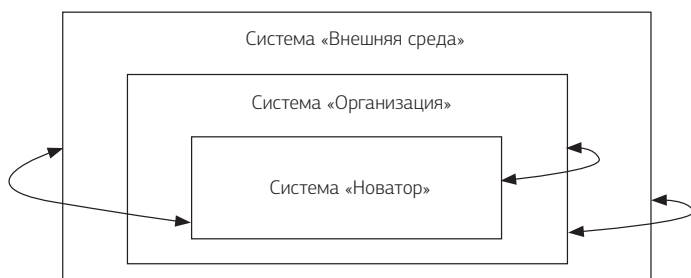 Система «Внешняя среда»
Система «Организация»
Система «Новатор»